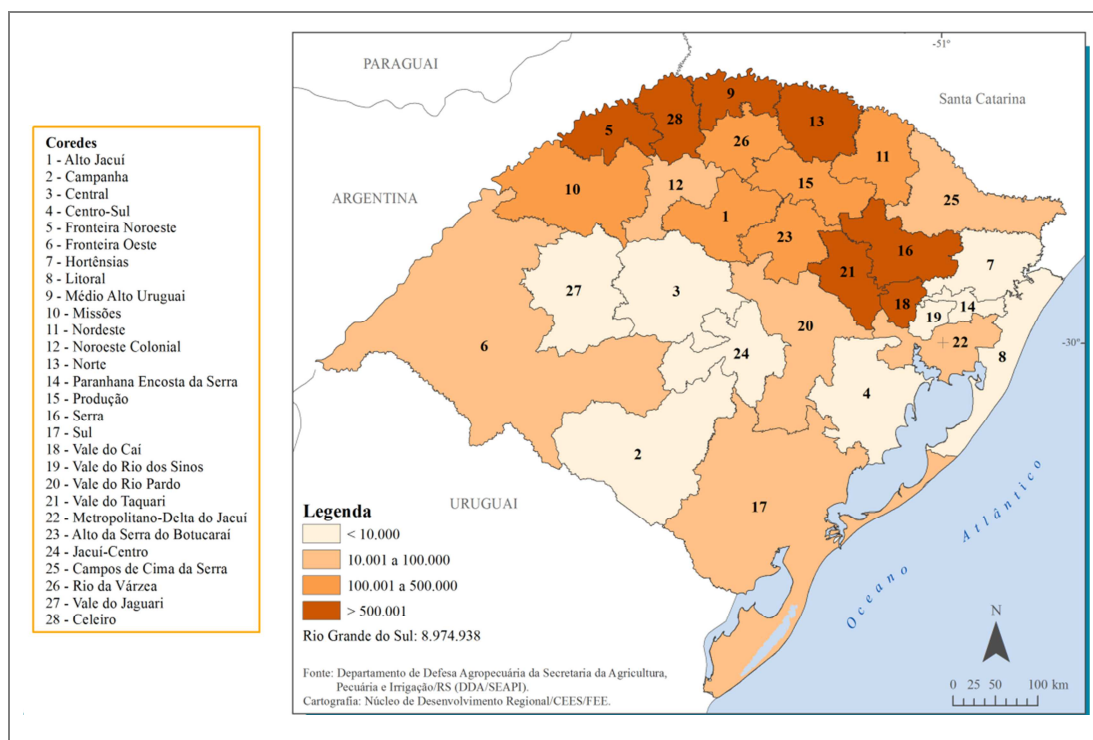 Coredes
1 - Alto Jacuí
2 - Campanha
3 - Central
4 - Centro-Sul
5 - Fronteira Noroeste
6 - Fronteira Oeste
7 - Hortênsias
8 - Litoral
9 - Médio Alto Uruguai
10 - Missões
11 - Nordeste
12 - Noroeste Colonial
13 - Norte
14 - Paranhana Encosta da Serra
15 - Produção
16 - Serra
17 - Sul
18 - Vale do Caí
19 - Vale do Rio dos Sinos
20 - Vale do Rio Pardo
21 - Vale do Taquari
22 - Metropolitano-Delta do Jacuí
23 - Alto da Serra do Botucaraí
24 - Jacuí-Centro
25 - Campos de Cima da Serra
26 - Rio da Várzea
27 - Vale do Jaguari
28 - Celeiro
-51°
PARAGUAI
Santa Catarina
9
28
13
5
26
11
15
12
10
ARGENTINA
25
1
23
16
21
7
27
3
18
14
19
20
22
-30°
6
24
8
4
2
17
URUGUAI
Oceano Atlântico
Legenda
< 10.000
10.001 a 100.000
100.001 a 500.000
> 500.001
Rio Grande do Sul: 8.974.938
N
Fonte: Departamento de Defesa Agropecuária da Secretaria da Agricultura,
Pecuária e Irrigação/RS (DDA/SEAPI).
Cartografia: Núcleo de Desenvolvimento Regional/CEES/FEE.
0 25 50 100 km